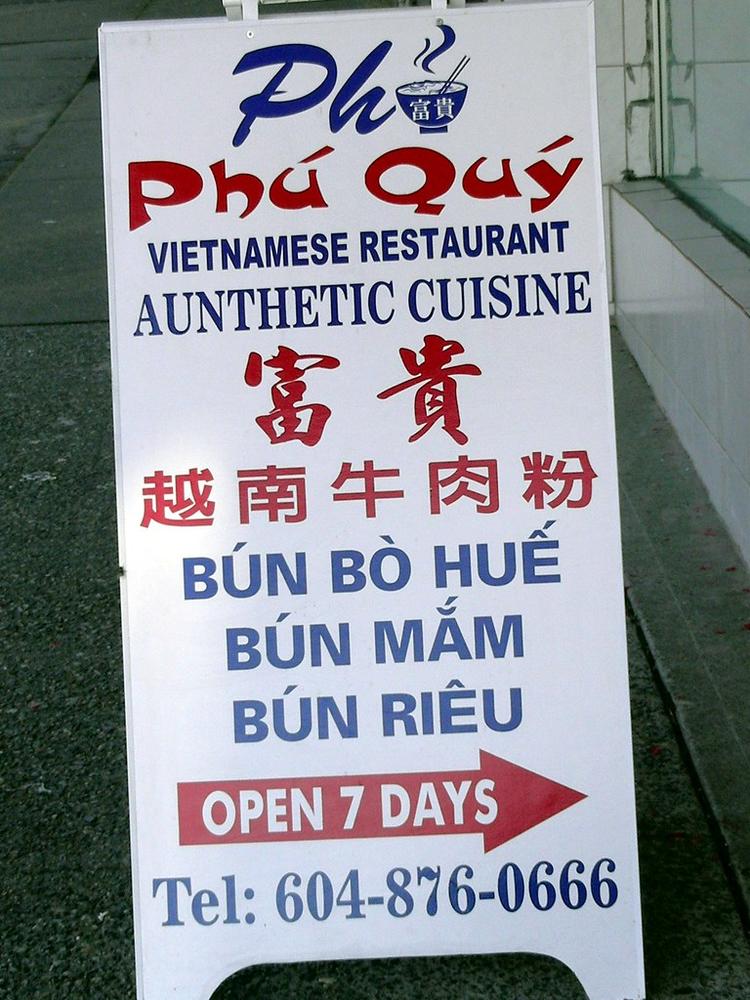 Phở
富貴
Phú Quý
VIETNAMESE RESTAURANT
AUNTHETIC CUISINE
富貴
越南牛肉粉
BÚN BÒ HUẾ
BÚN MẮM
BÚN RIÊU
OPEN 7 DAYS
Tel: 604-876-0666